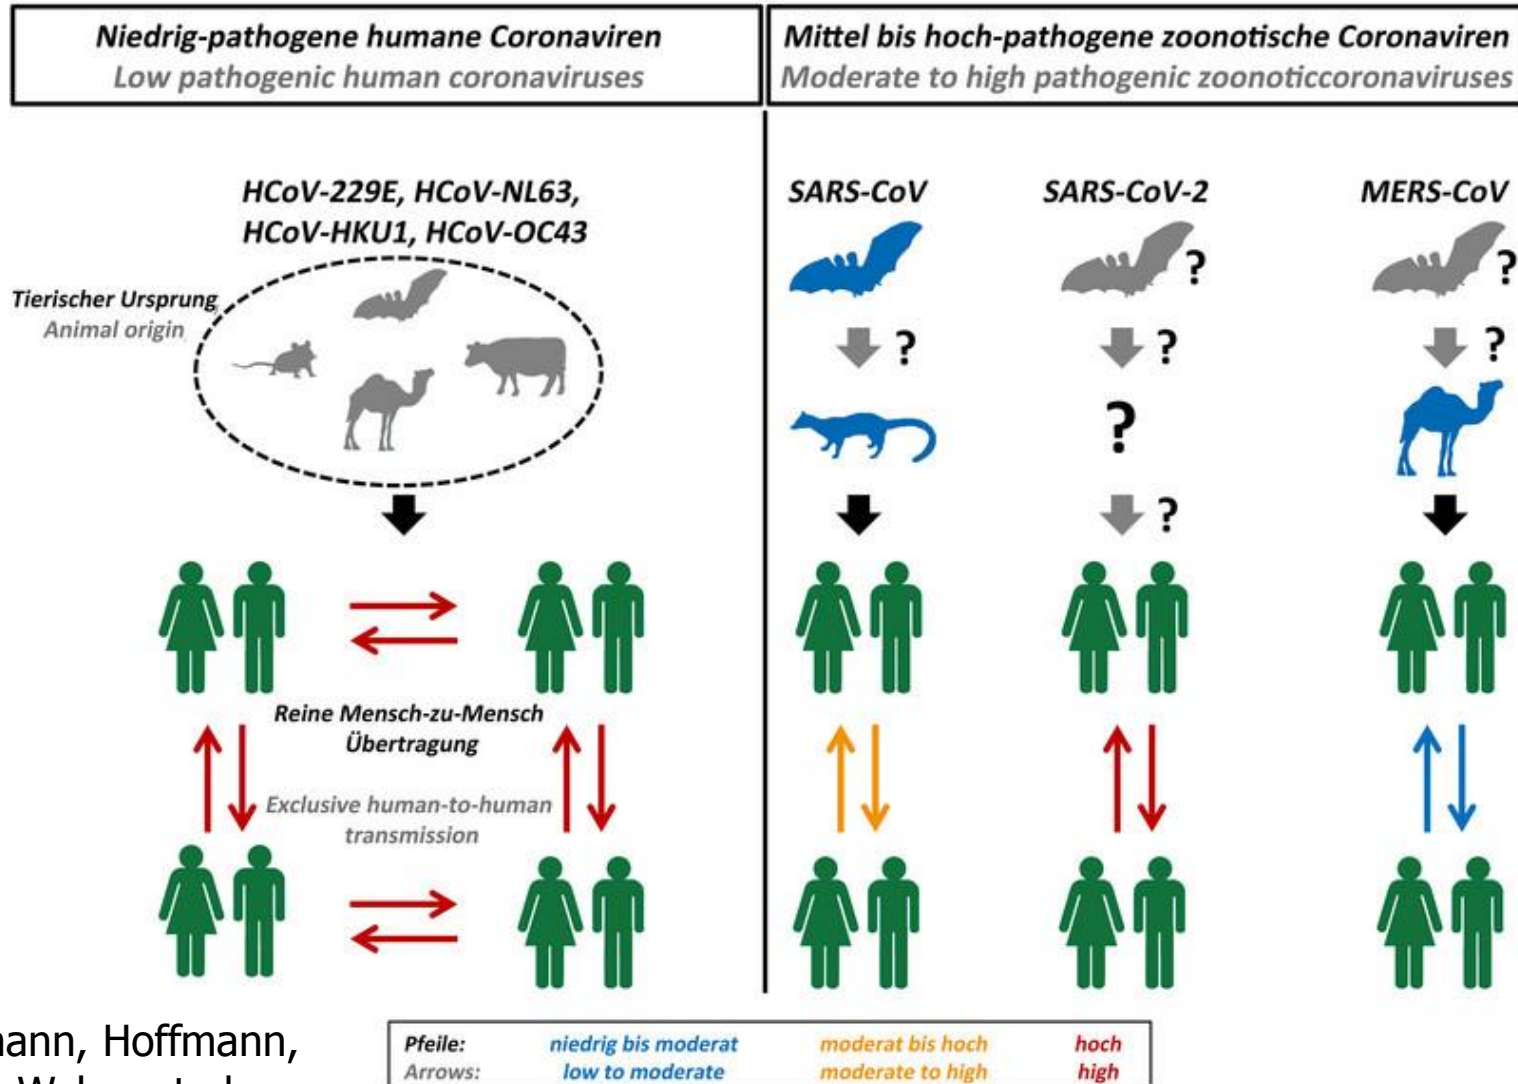 Niedrig-pathogene humane Coronaviren
Low pathogenic human coronaviruses
Mittel bis hoch-pathogene zoonotische Coronaviren
Moderate to high pathogenic zoonoticcoronaviruses
HCoV-229E, HCoV-NL63,
HCoV-HKU1, HCoV-OC43
Tierischer Ursprung
Animal origin
SARS-CoV
SARS-CoV-2
MERS-CoV
?
?
?
?
?
?
?
Reine Mensch-zu-Mensch
Übertragung
Exclusive human-to-human
transmission
Hoffmann,
Pfeile: niedrig bis moderat moderat bis hoch hoch
Arrows: low to moderate moderate to high high